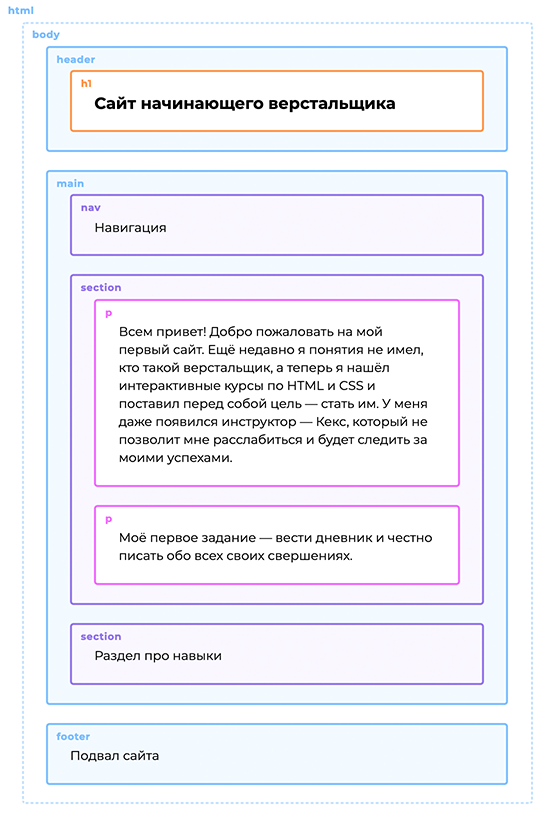 html
body
header
h1
Сайт начинающего верстальщика
main
nav
Навигация
section
p
Всем привет! Добро пожаловать на мой
первый сайт. Ещё недавно я понятия не имел,
кто такой верстальщик, а теперь я нашёл
интерактивные курсы по HTML и CSS и
поставил перед собой цель — стать им. У меня
даже появился инструктор — Кекс, который не
позволит мне расслабиться и будет следить за
моими успехами.
p
Моё первое задание — вести дневник и честно
писать обо всех своих свершениях.
section
Раздел про навыки
footer
Подвал сайта